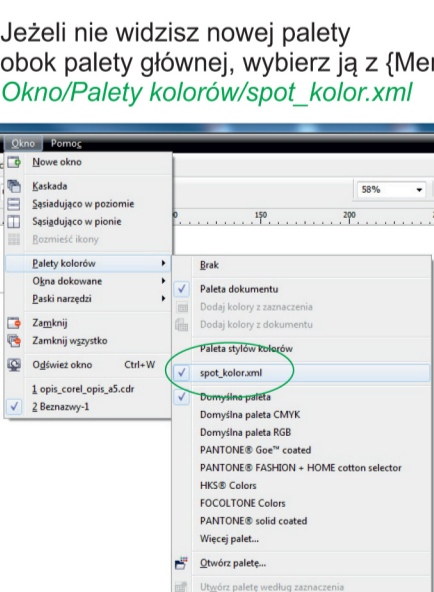 Jeżeli nie widzisz nowej palety
obok palety głównej, wybierz ją z {Mer
Okno/Palety kolorów/spot_kolor.xml
Okno Pomoc
Nowe okno
Kaskada
Sąsiadująco w poziomie
Sąsiadująco w pionie
Rozmieść ikony
Palety kolorów
Okna dokowane
Paski narzędzi
Zamknij
Zamknij wszystko
Odśwież okno Ctrl+W
1 opis_corel_opis_a5.cdr
2 Beznazwy-1
58%
0 150 200
Brak
Paleta dokumentu
Dodaj kolory z zaznaczenia
Dodaj kolory z dokumentu
Paleta stylów kolorów
spot_kolor.xml
Domyślna paleta
Domyślna paleta CMYK
Domyślna paleta RGB
PANTONE® Goe™ coated
PANTONE® FASHION + HOME cotton selector
HKS® Colors
FOCOLTONE Colors
PANTONE® solid coated
Więcej palet...
Otwórz paletę...
Utwórz paletę według zaznaczenia